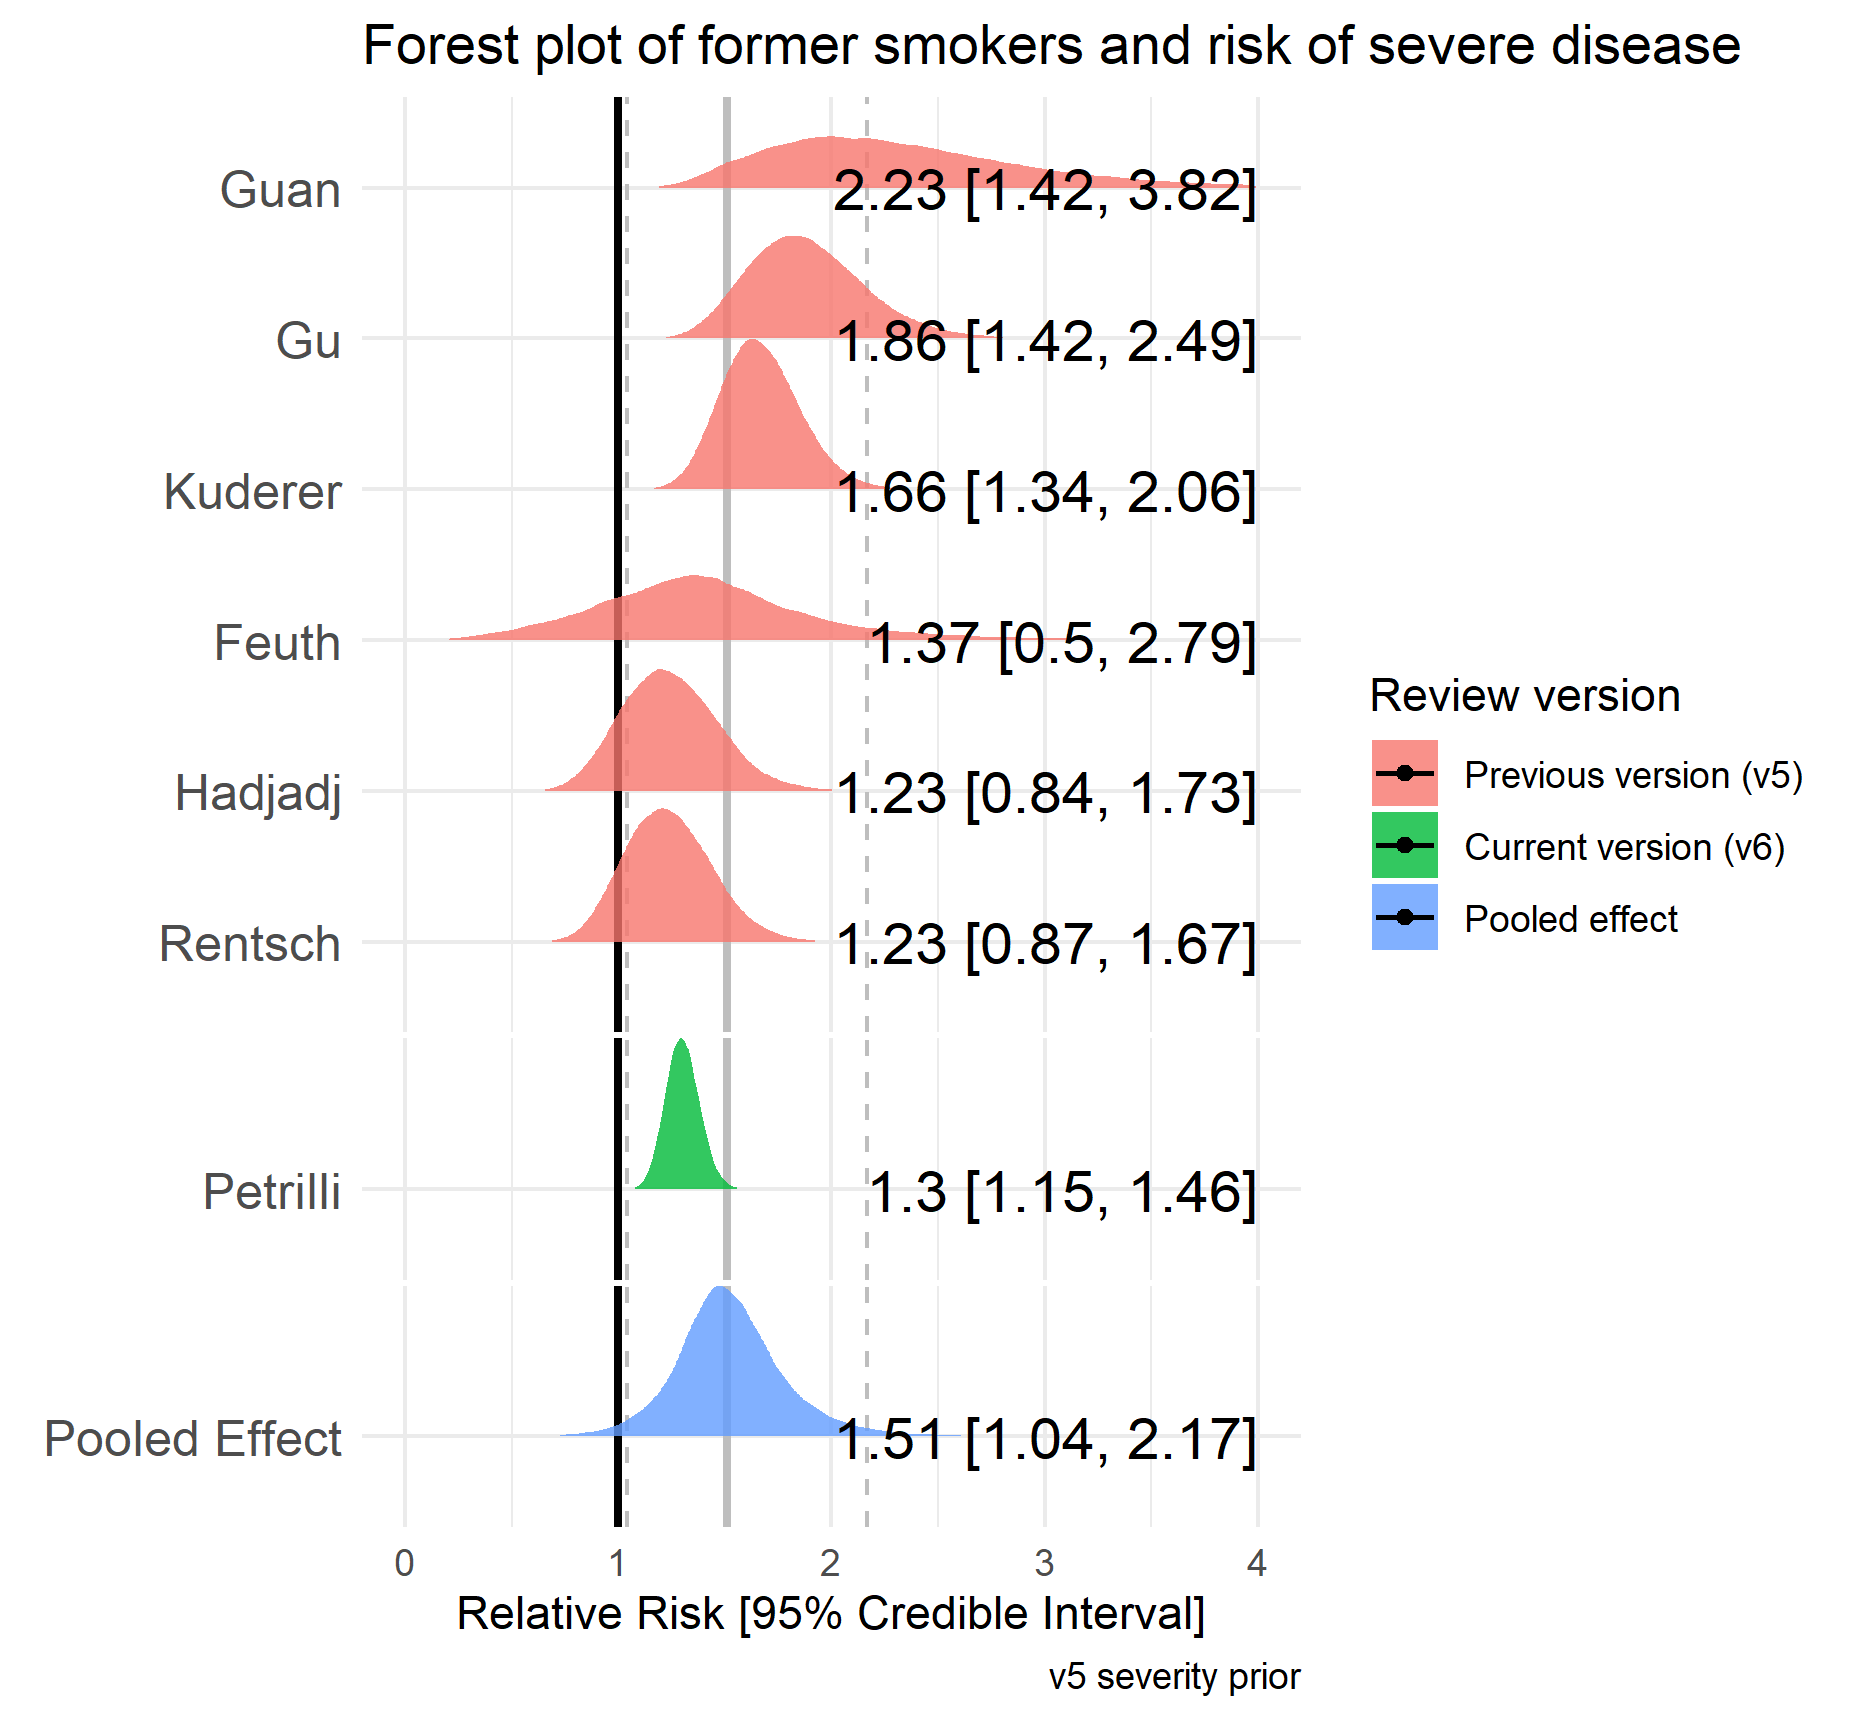 Forest plot of former smokers and risk of severe disease
Guan
2.23 [1.42, 3.82]
Gu
1.86 [1.42, 2.49]
Kuderer
1.66 [1.34, 2.06]
Feuth
1.37 [0.5, 2.79]
Hadjadj
1.23 [0.84, 1.73]
Rentsch
1.23 [0.87, 1.67]
Petrilli
1.3 [1.15, 1.46]
Pooled Effect
1.51 [1.04, 2.17]
0 1 2 3 4
Relative Risk [95% Credible Interval]
v5 severity prior
Review version
Previous version (v5)
Current version (v6)
Pooled effect